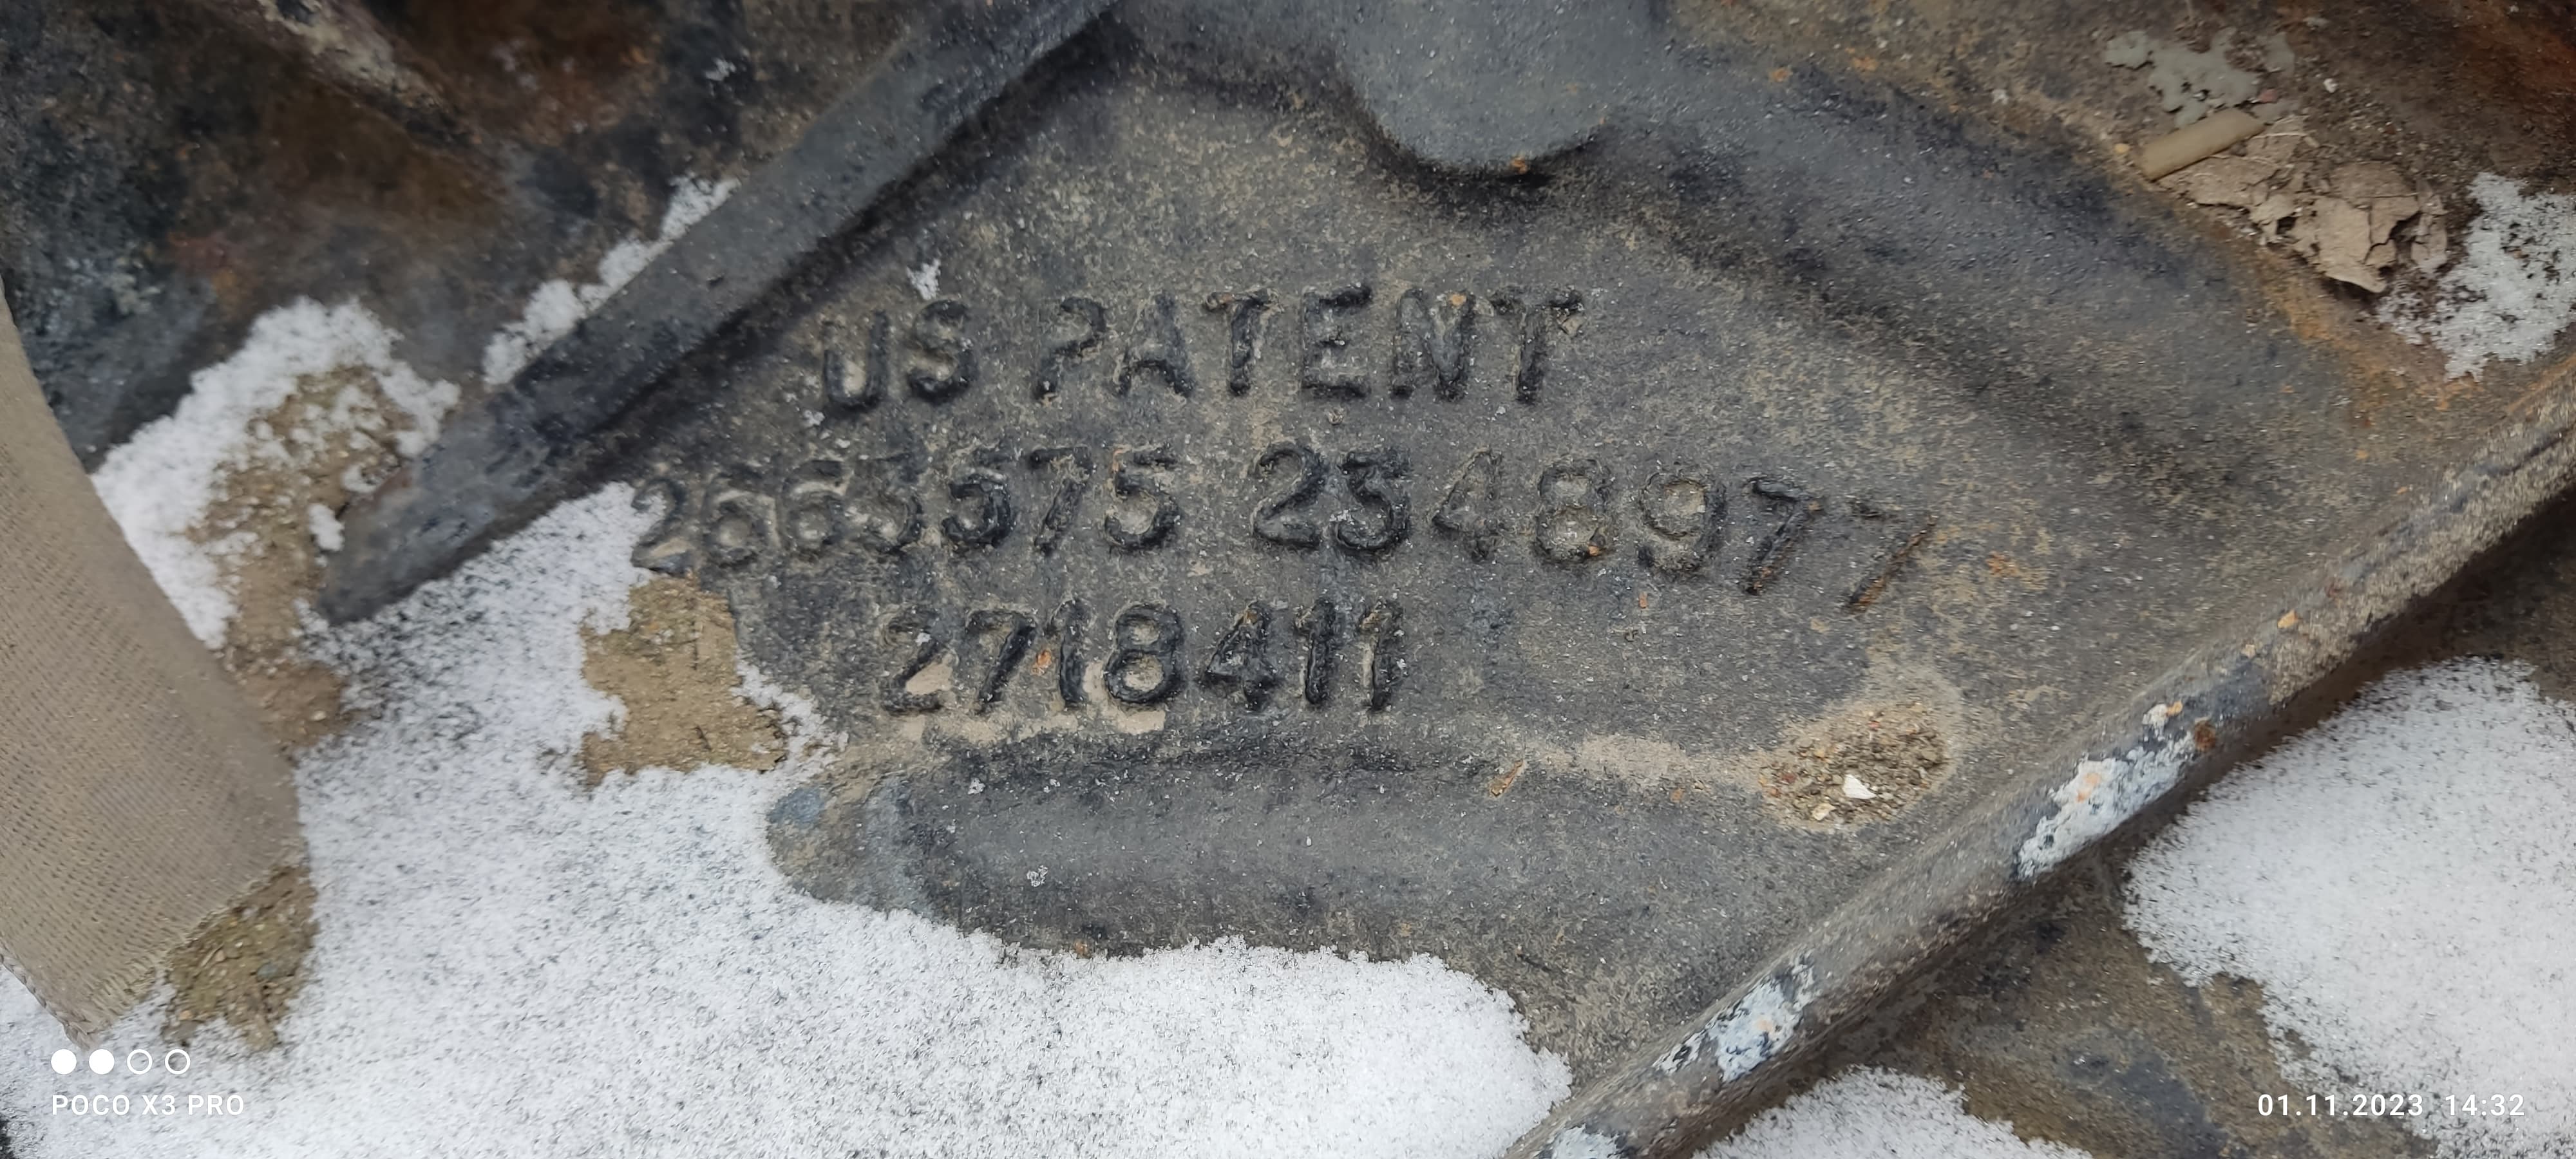 US PATENT
2663575 2348977
2718411
POCO X3 PRO
01.11.2023 14:32